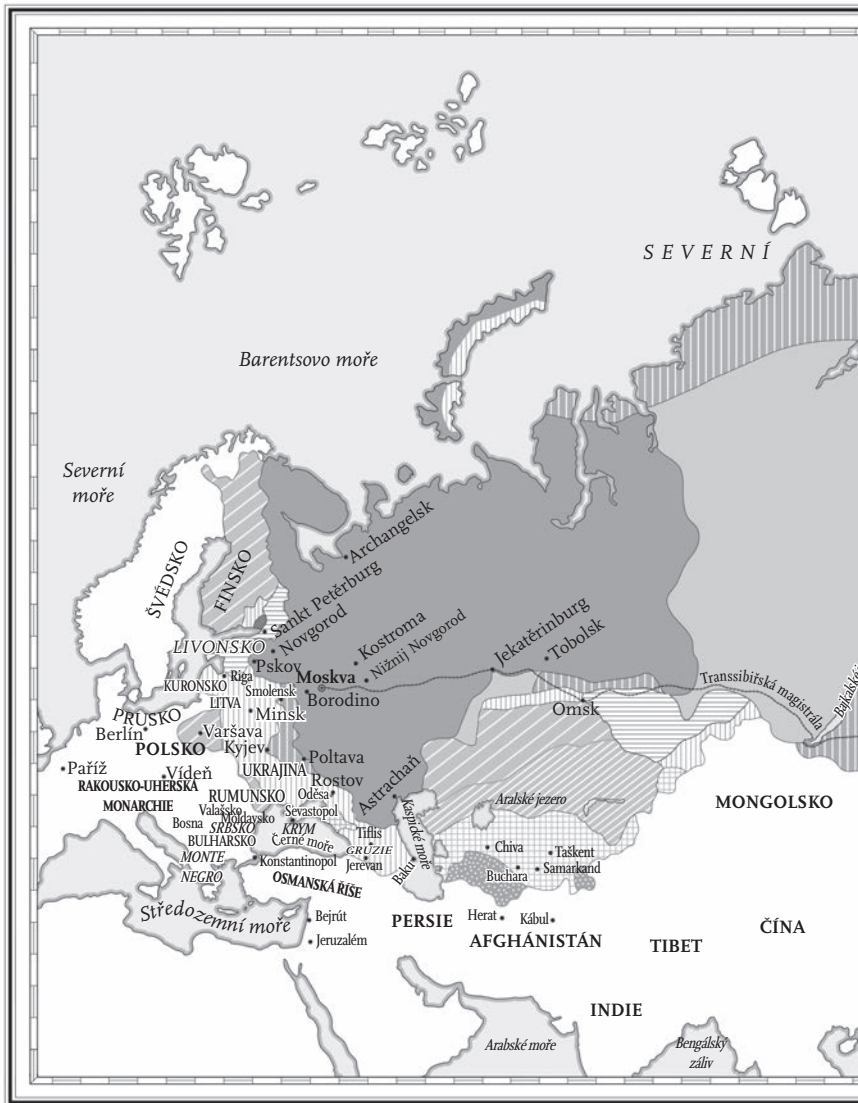 SEVERNÍ
Barentsovo moře
Severní
moře
Archangelsk
ŠVÉDSKO
FINSKO
Sankt Petěrburg
Novgorod
LIVONSKO
Pskov
Kostroma
Nižnij Novgorod
Jekatěrinburg
Tobolsk
Riga
Moskva
KURONSKO
Smolensk
Borodino
Transsibiřská magistrála
LITVA
Minsk
Omsk
PRUSKO
Berlín
Varšava
POLSKO
Kyjev
Poltava
Paříž
Vídeň
UKRAJINA
Rostov
Astrachaň
RAKOUSKO-UHERSKÁ
MONARCHIE
RUMUNSKO
Oděsa
Kaspické moře
Aralské jezero
MONGOLSKO
Valašsko
Moldavsko
Sevastopol
Bosna
SRBSKO
KRYM
BULHARSKO
Černé moře
Tiflis
GRUZIE
Chiva
Taškent
MONTE
NEGRO
Konstantinopol
Jerevan
Baku
Buchara
Samarkand
OSMANSKÁ ŘÍŠE
Středozemní moře
Bejrút
PERSIE
Herat
Kábul
Jeruzalém
AFGHÁNISTÁN
TIBET
ČÍNA
INDIE
Arabské moře
Bengálský
záliv